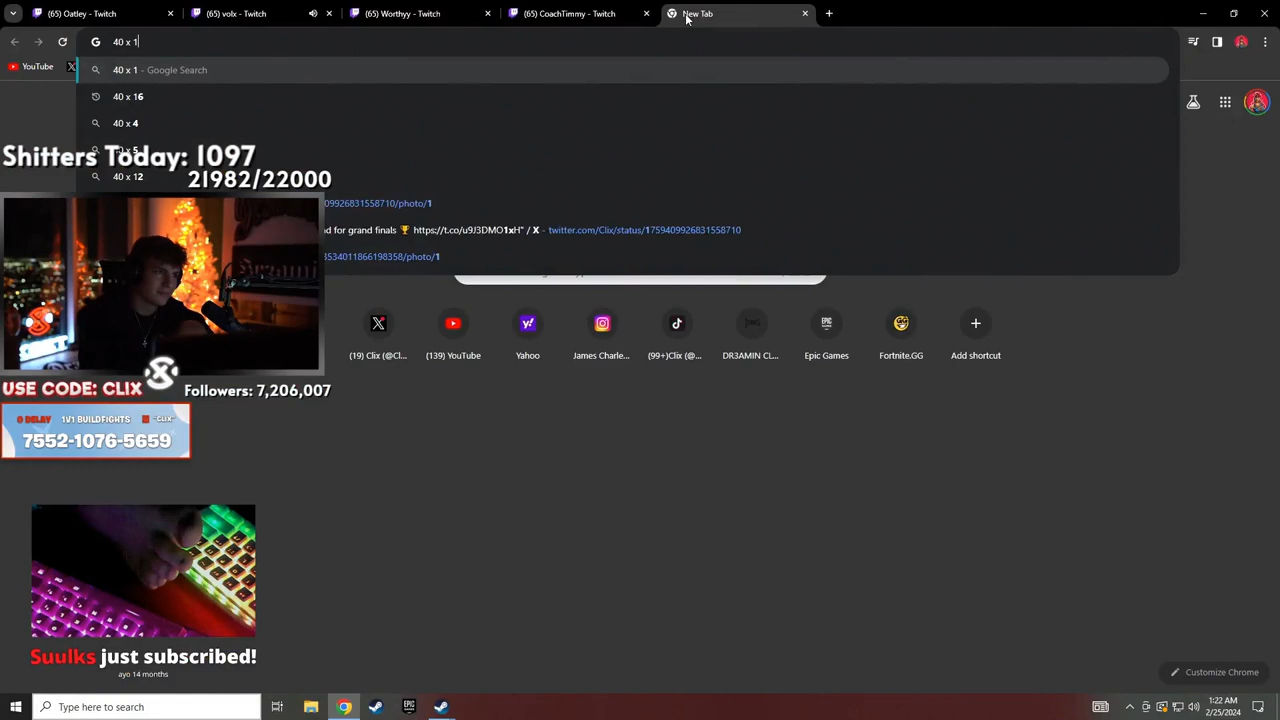 (65) Oatley - Twitch
(65) volx - Twitch
(65) Worthyy - Twitch
(65) CoachTimmy - Twitch
New Tab
40 x 1
YouTube
40 x 1 - Google Search
40 x 16
40 x 4
40 x 12
Shitters Today: 1097
21982/22000
0992683155871​0/photo/1
nd for grand finals 🏆 https://t.co/u9J3DMO1xH" / X - twitter.com/Clix/status/1759409926831558710
3534011866198358/photo/1
(19) Clix (@Cl...
(139) YouTube
Yahoo
James Charle...
(99+)Clix (@...
DR3AMIN CL...
Epic Games
Fortnite.GG
Add shortcut
USE CODE: CLIX
Followers: 7,206,007
0 DELAY 1V1 BUILDFIGHTS "CLIX"
7552-1076-5659
Suulks just subscribed!
ayo 14 months
Customize Chrome
Type here to search
1:22 AM
2/25/2024